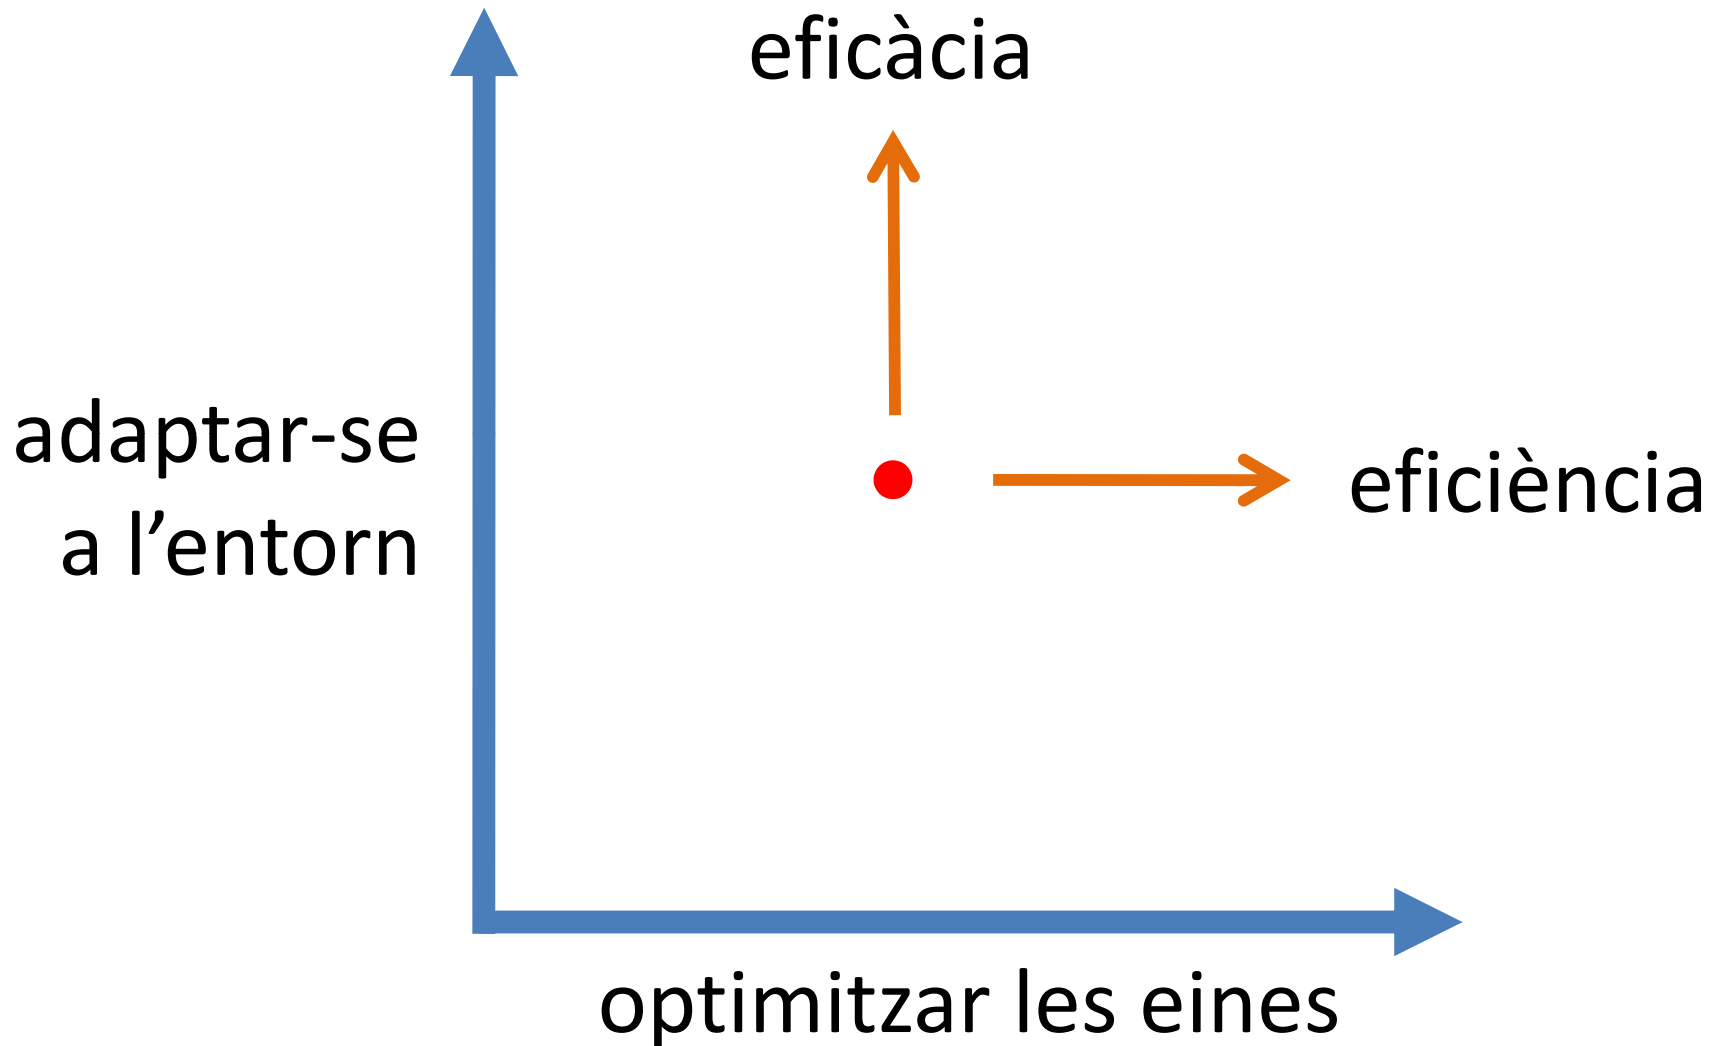 eficàcia
adaptar-se
a l’entorn
eficiència
optimitzar les eines